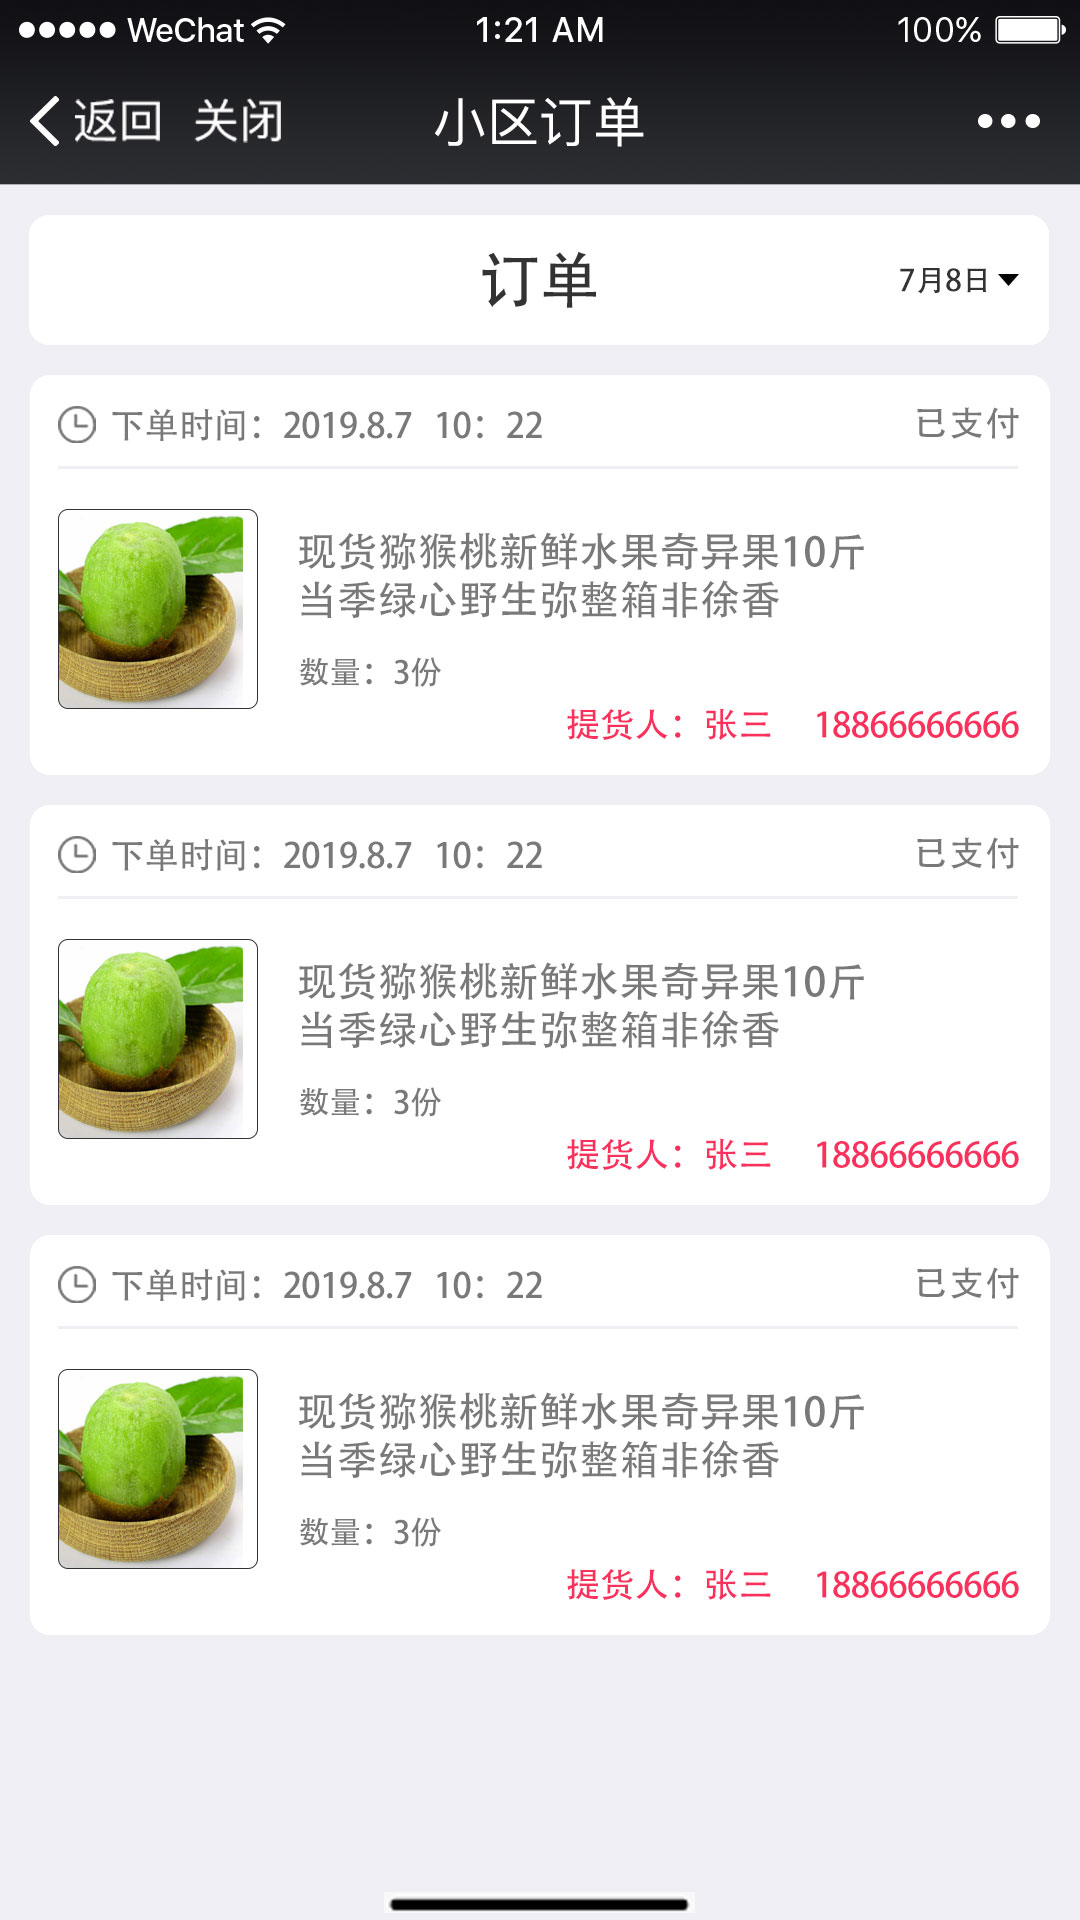 WeChat 1:21 AM 100%
返回 关闭 小区订单
订单 7月8日
下单时间：2019.8.7 10：22 已支付
现货猕猴桃新鲜水果奇异果10斤
当季绿心野生弥整箱非徐香
数量：3份
提货人：张三 18866666666
下单时间：2019.8.7 10：22 已支付
现货猕猴桃新鲜水果奇异果10斤
当季绿心野生弥整箱非徐香
数量：3份
提货人：张三 18866666666
下单时间：2019.8.7 10：22 已支付
现货猕猴桃新鲜水果奇异果10斤
当季绿心野生弥整箱非徐香
数量：3份
提货人：张三 18866666666